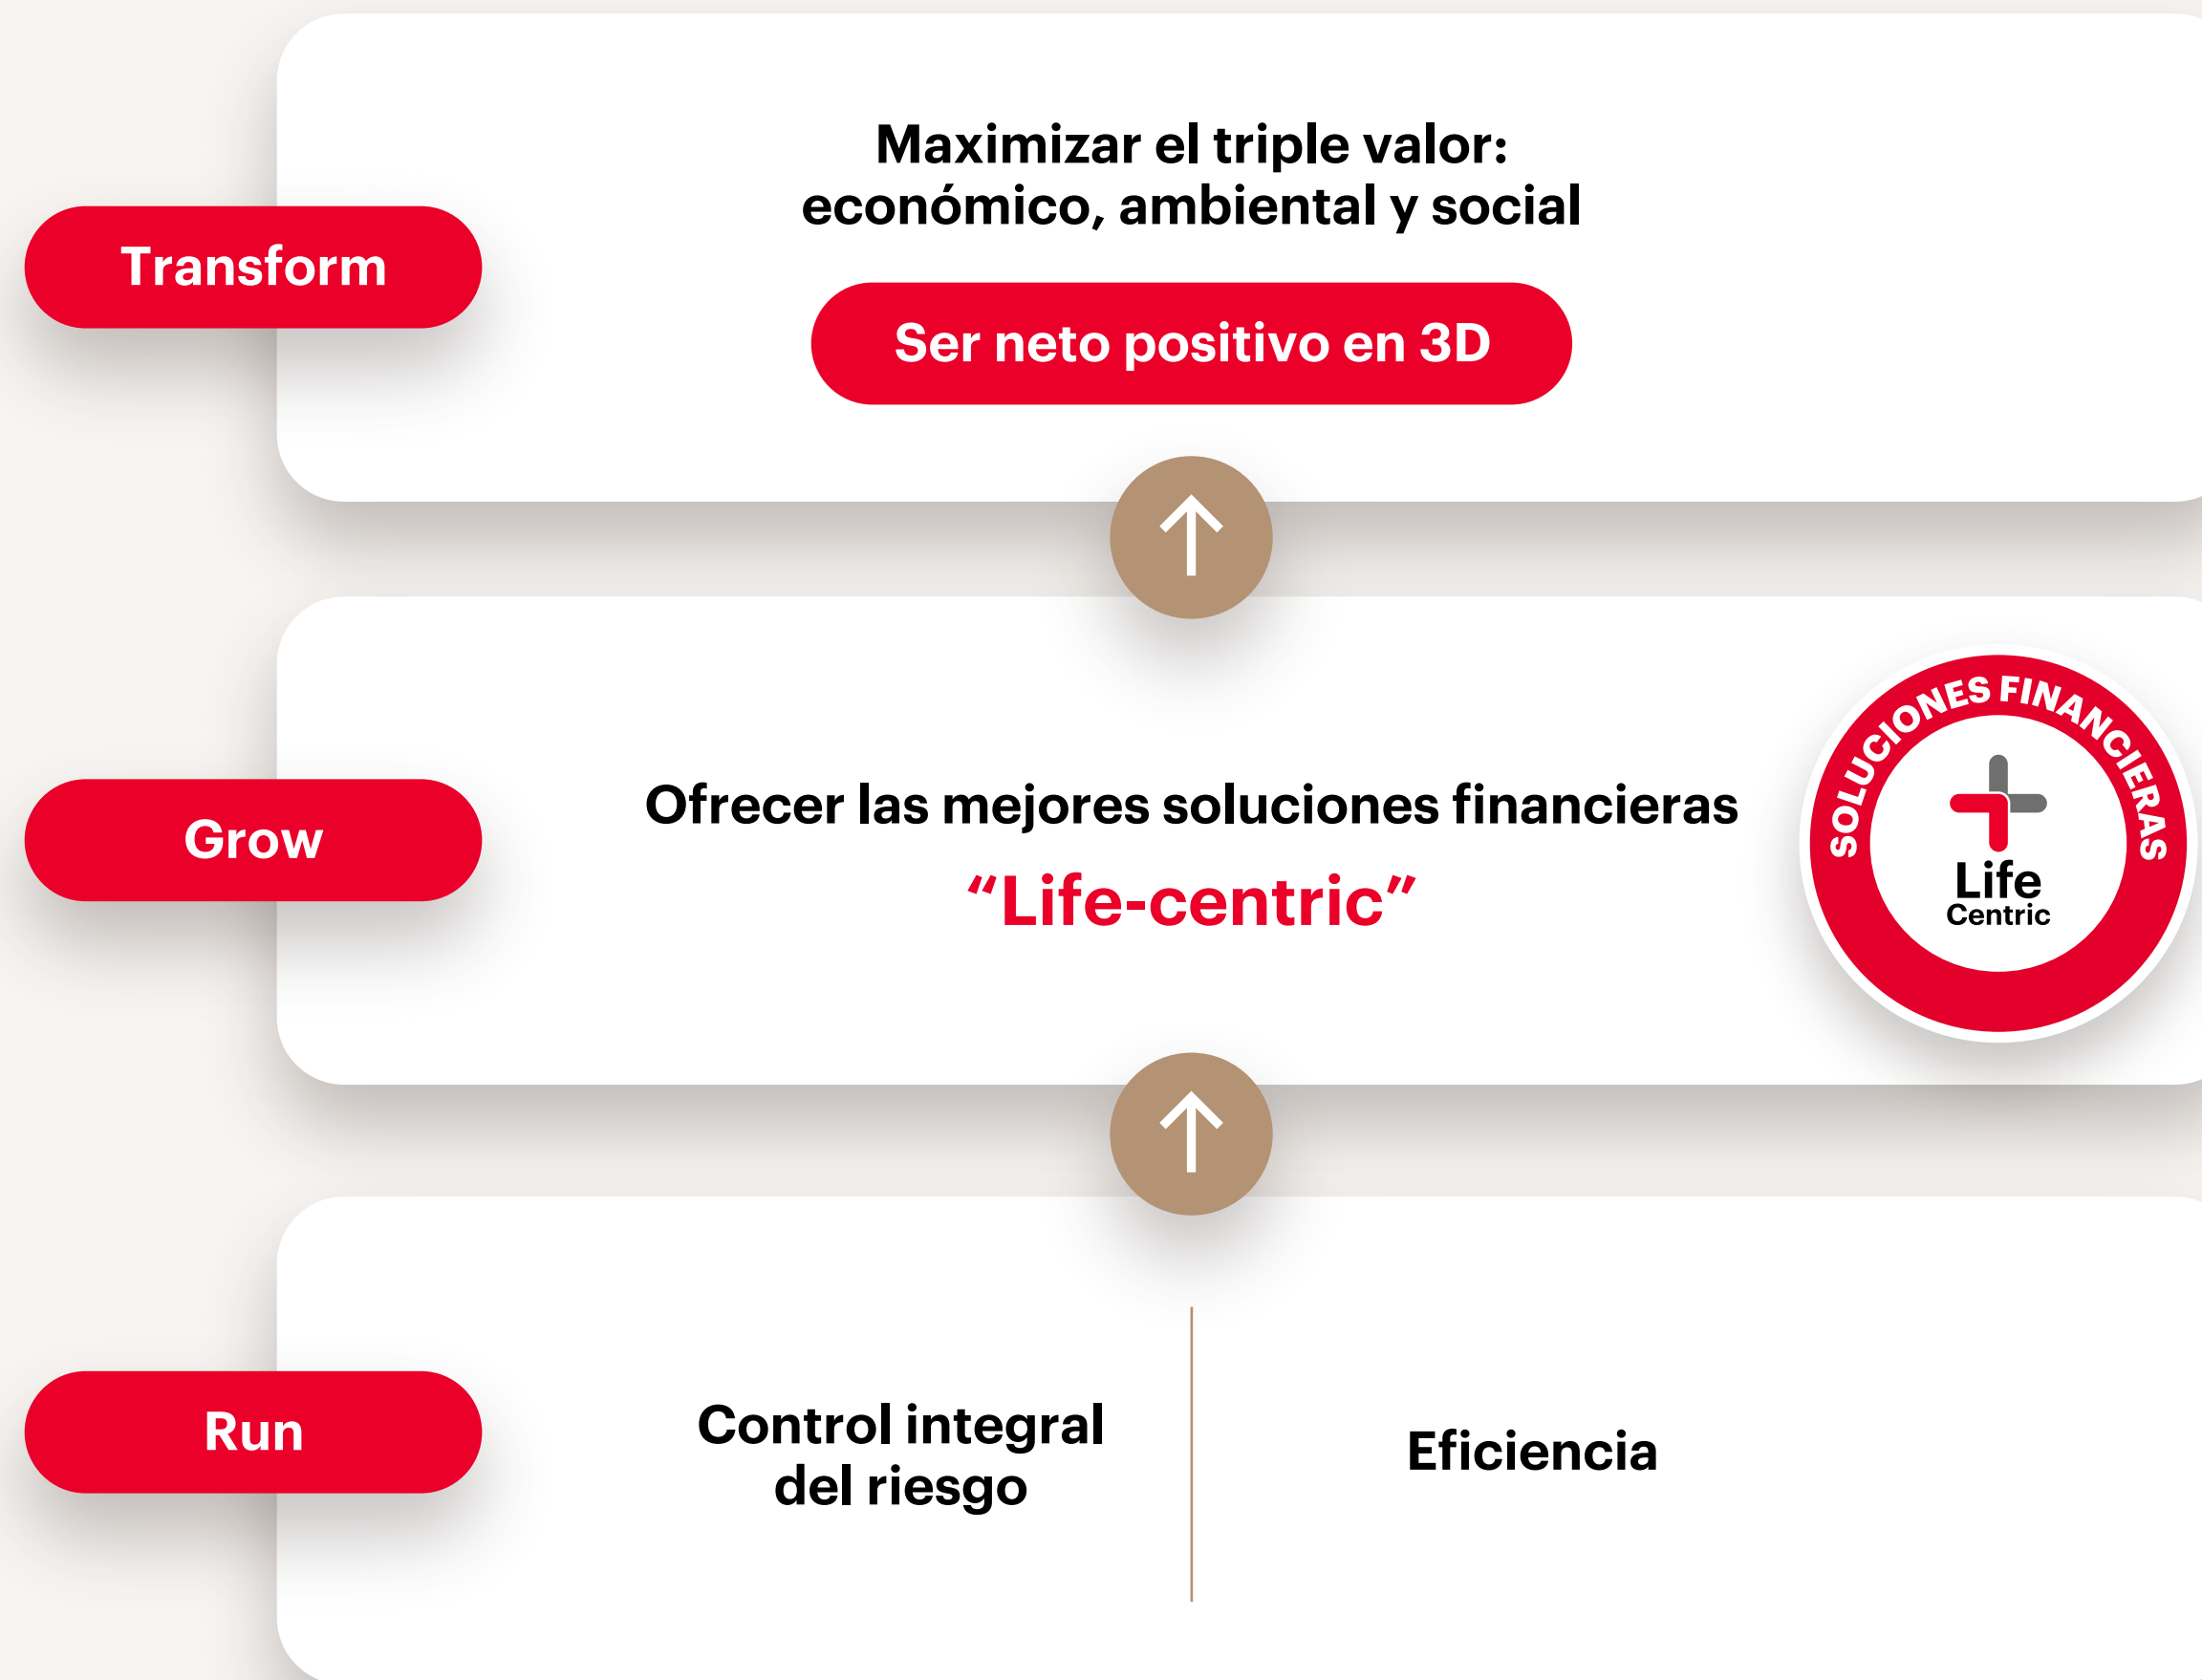 Maximizar el triple valor:
económico, ambiental y social
Transform
Ser neto positivo en 3D
Grow
Ofrecer las mejores soluciones financieras
“Life-centric”
SOLUCIONES FINANCIERAS
Life
Centric
Run
Control integral
del riesgo
Eficiencia